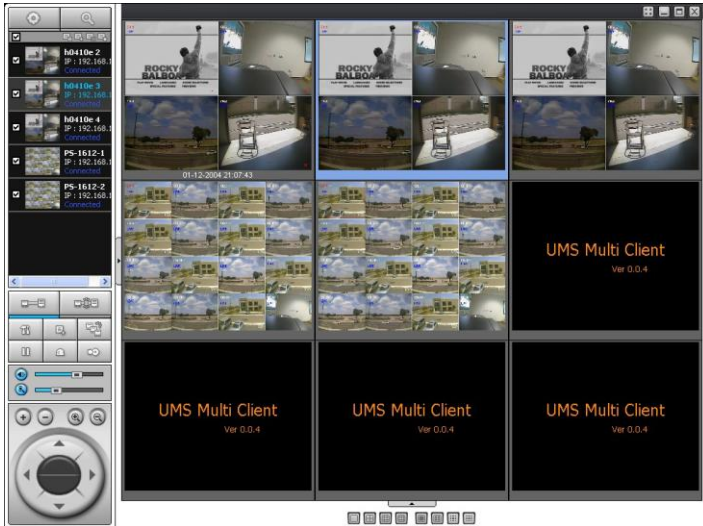 h0410e 2
IP : 192.168.1
Connected
h0410e 3
IP : 192.168.1
Connected
h0410e 4
IP : 192.168.1
Connected
PS-1612-1
IP : 192.168.1
Connected
PS-1612-2
IP : 192.168.1
Connected
ROCKY
BALBOA
ROCKY
BALBOA
ROCKY
BALBOA
01-12-2004 21:07:43
UMS Multi Client
Ver 0.0.4
UMS Multi Client
Ver 0.0.4
UMS Multi Client
Ver 0.0.4
UMS Multi Client
Ver 0.0.4